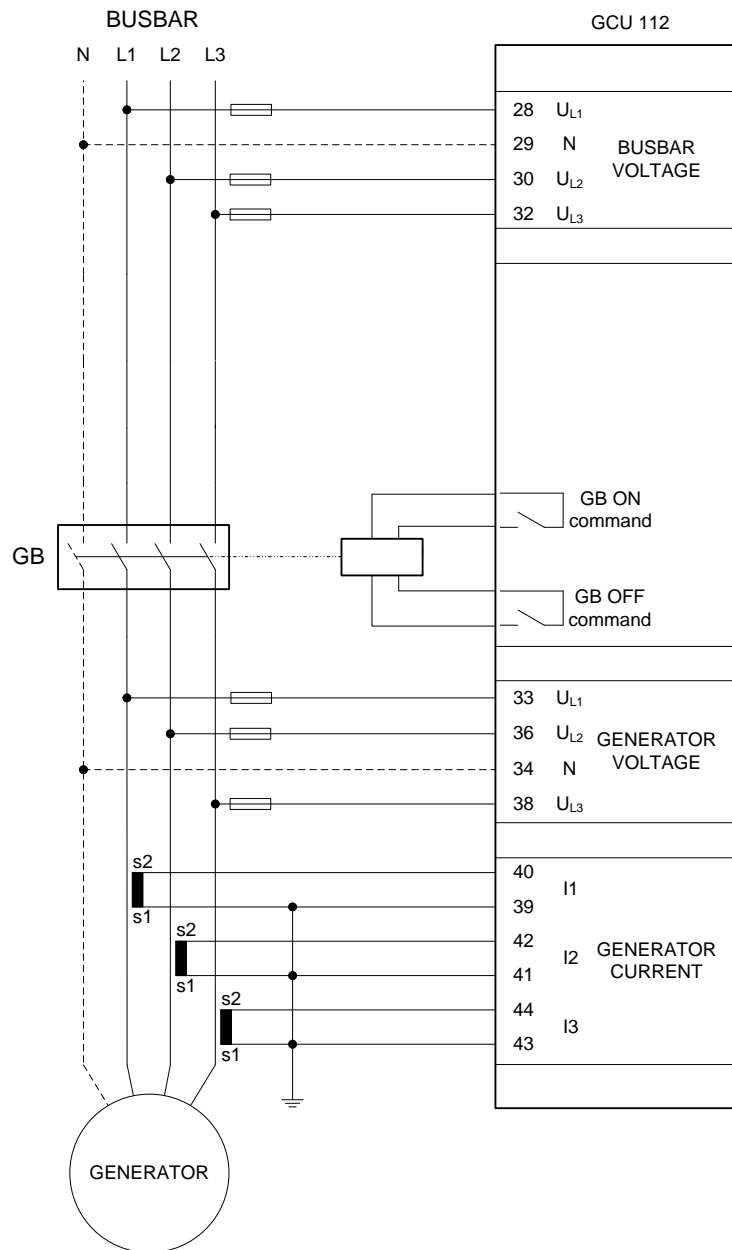 BUSBAR
GCU 112
N L1 L2 L3
28 UL1
29 N
BUSBAR
VOLTAGE
30 UL2
32 UL3
GB ON
command
GB
GB OFF
command
33 UL1
36 UL2
GENERATOR
VOLTAGE
34 N
38 UL3
s2
40
I1
s1
39
s2
42
I2
GENERATOR
CURRENT
s1
41
s2
44
I3
s1
43
GENERATOR